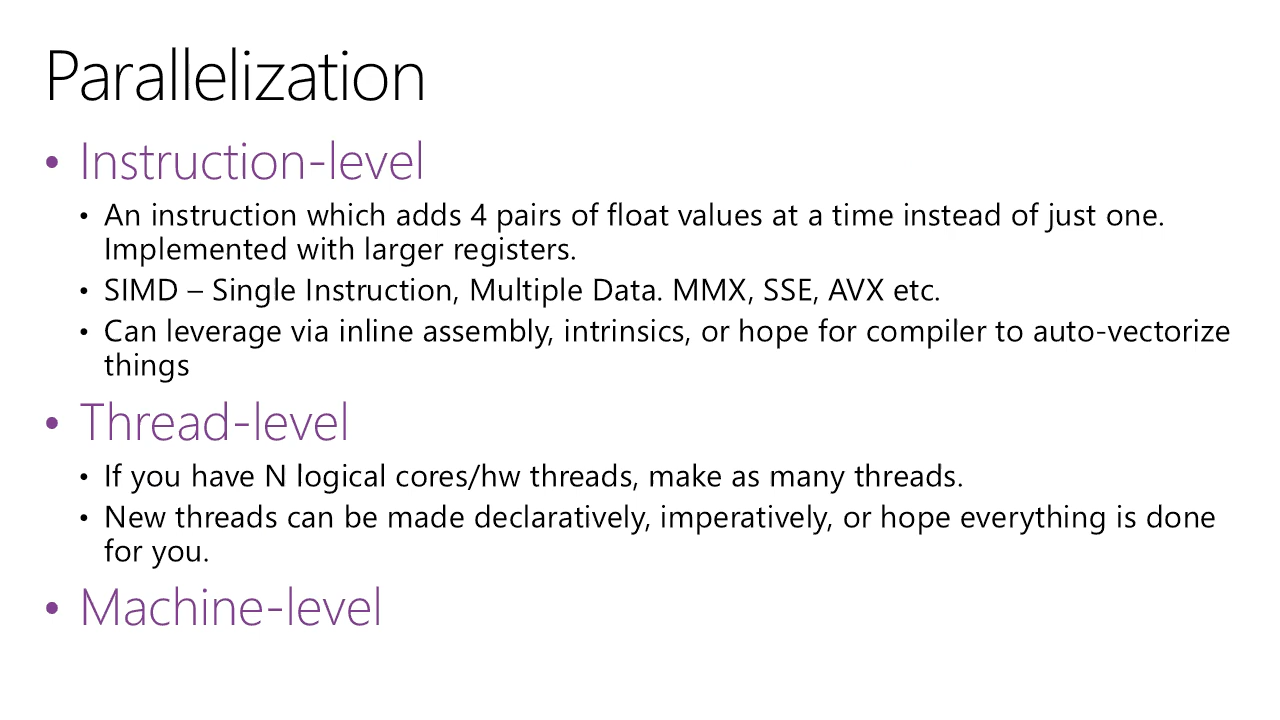 Parallelization
• Instruction-level
• An instruction which adds 4 pairs of float values at a time instead of just one.
Implemented with larger registers.
• SIMD – Single Instruction, Multiple Data. MMX, SSE, AVX etc.
• Can leverage via inline assembly, intrinsics, or hope for compiler to auto-vectorize
things
• Thread-level
• If you have N logical cores/hw threads, make as many threads.
• New threads can be made declaratively, imperatively, or hope everything is done
for you.
• Machine-level